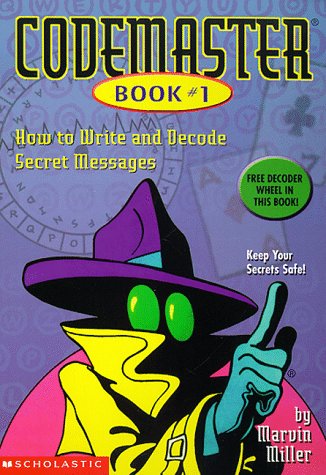 CODEMASTER®
BOOK #1
How to Write and Decode
Secret Messages
FREE DECODER
WHEEL IN
THIS BOOK!
Keep Your
Secrets Safe!
®
by
Marvin
Miller
SCHOLASTIC